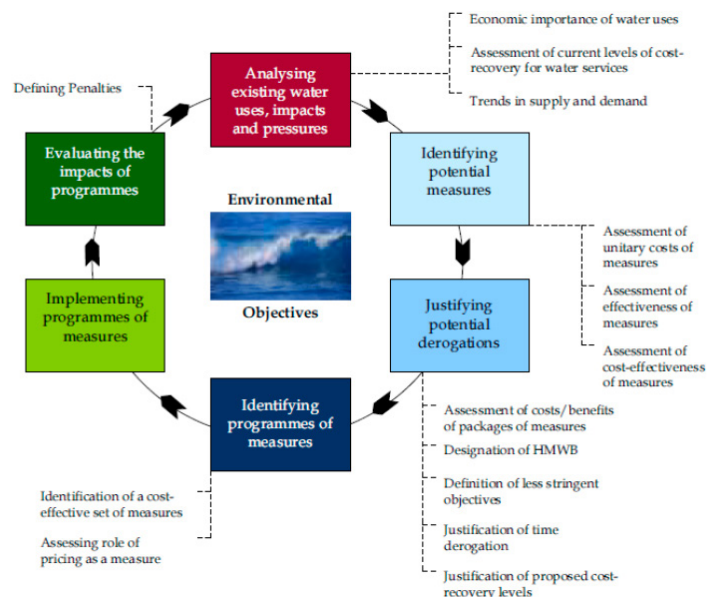 Economic importance of water uses
Assessment of current levels of cost-
recovery for water services
Trends in supply and demand
Defining Penalties
Analysing
existing water
uses, impacts
and pressures
Evaluating the
impacts of
programmes
Identifying
potential
measures
Environmental
Objectives
Assessment of
unitary costs of
measures
Assessment of
effectiveness of
measures
Assessment of
cost-effectiveness
of measures
Implementing
programmes of
measures
Justifying
potential
derogations
Identifying
programmes of
measures
Assessment of costs/benefits
of packages of measures
Designation of HMWB
Definition of less stringent
objectives
Justification of time
derogation
Justification of proposed cost-
recovery levels
Identification of a cost-
effective set of measures
Assessing role of
pricing as a measure